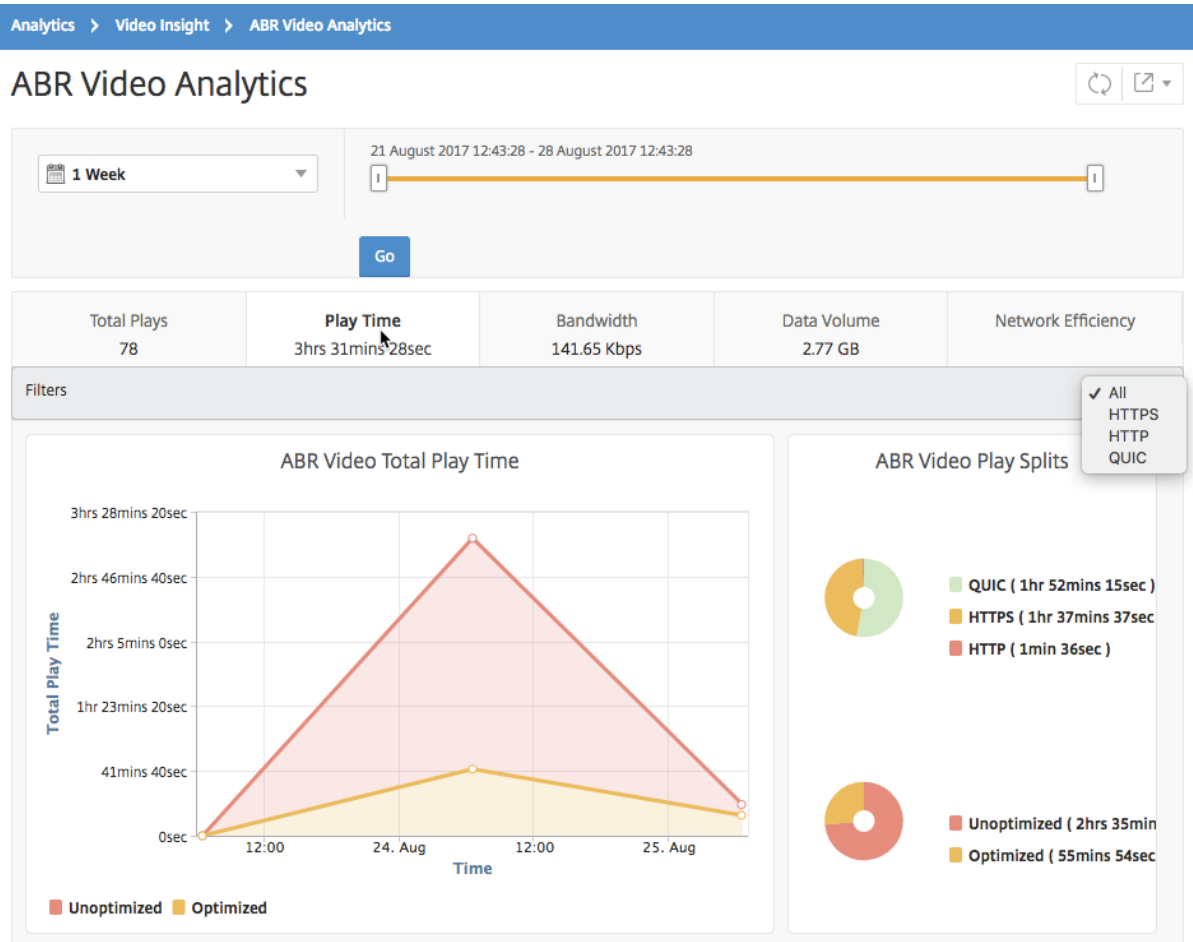 Analytics > Video Insight > ABR Video Analytics
ABR Video Analytics
21 August 2017 12:43:28 - 28 August 2017 12:43:28
1 Week
Go
Total Plays
78
Play Time
3hrs 31mins 28sec
Bandwidth
141.65 Kbps
Data Volume
2.77 GB
Network Efficiency
Filters
✓ All
HTTPS
HTTP
QUIC
ABR Video Total Play Time
3hrs 28mins 20sec
2hrs 46mins 40sec
2hrs 5mins 0sec
1hr 23mins 20sec
41mins 40sec
0sec
Total Play Time
12:00
24. Aug
12:00
25. Aug
Time
Unoptimized
Optimized
ABR Video Play Splits
QUIC ( 1hr 52mins 15sec )
HTTPS ( 1hr 37mins 37sec
HTTP ( 1min 36sec )
Unoptimized ( 2hrs 35min
Optimized ( 55mins 54sec